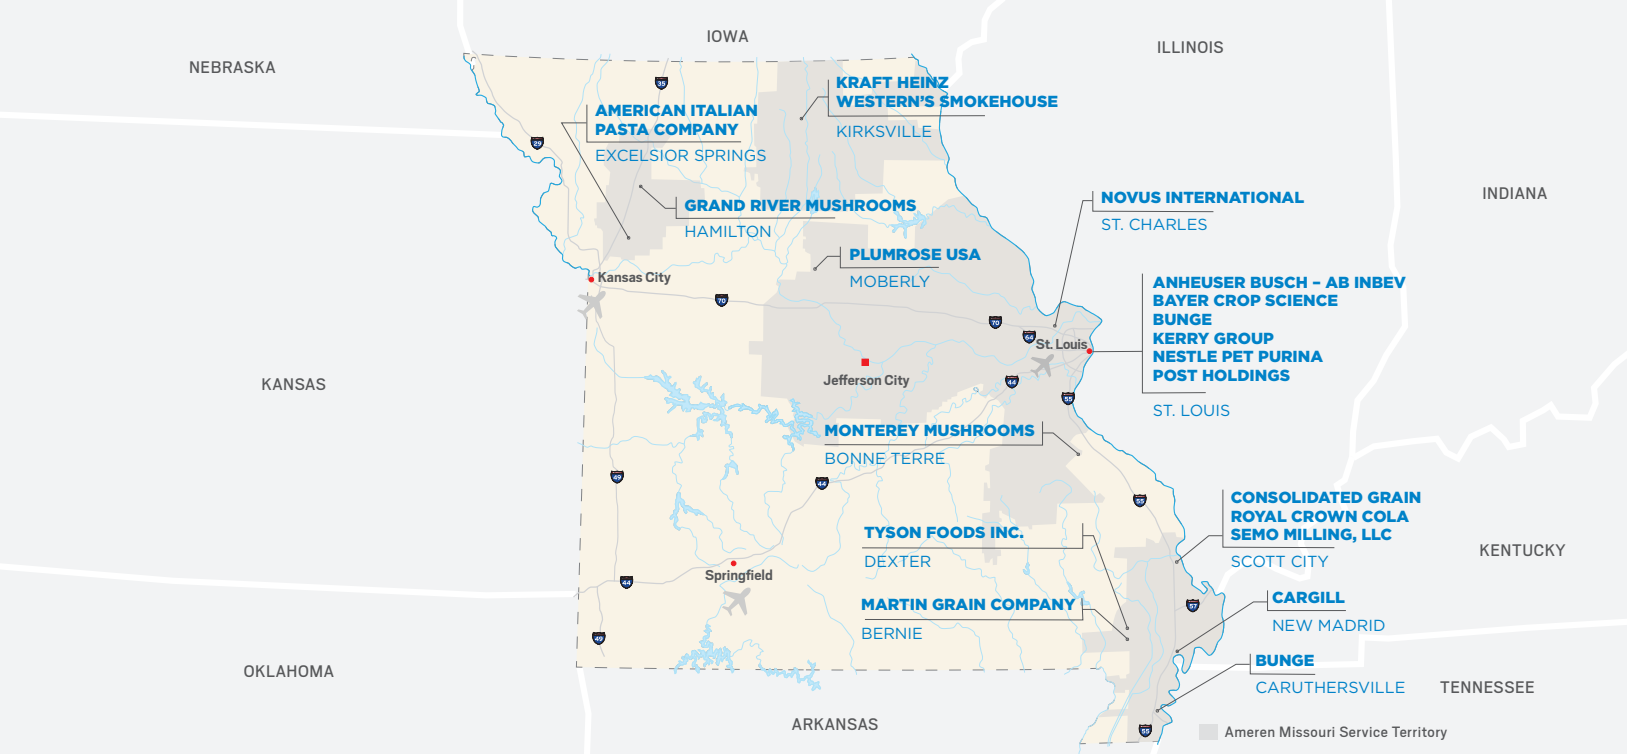 IOWA
ILLINOIS
NEBRASKA
35
KRAFT HEINZ
WESTERN'S SMOKEHOUSE
KIRKSVILLE
AMERICAN ITALIAN
PASTA COMPANY
EXCELSIOR SPRINGS
29
INDIANA
NOVUS INTERNATIONAL
ST. CHARLES
GRAND RIVER MUSHROOMS
HAMILTON
PLUMROSE USA
MOBERLY
Kansas City
70
ANHEUSER BUSCH – AB INBEV
BAYER CROP SCIENCE
BUNGE
KERRY GROUP
NESTLE PET PURINA
POST HOLDINGS
ST. LOUIS
70
64
St. Louis
KANSAS
Jefferson City
44
55
MONTEREY MUSHROOMS
BONNE TERRE
49
44
55
CONSOLIDATED GRAIN
ROYAL CROWN COLA
SEMO MILLING, LLC
SCOTT CITY
TYSON FOODS INC.
DEXTER
KENTUCKY
Springfield
44
MARTIN GRAIN COMPANY
BERNIE
57
CARGILL
NEW MADRID
49
OKLAHOMA
BUNGE
CARUTHERSVILLE
TENNESSEE
ARKANSAS
55
Ameren Missouri Service Territory